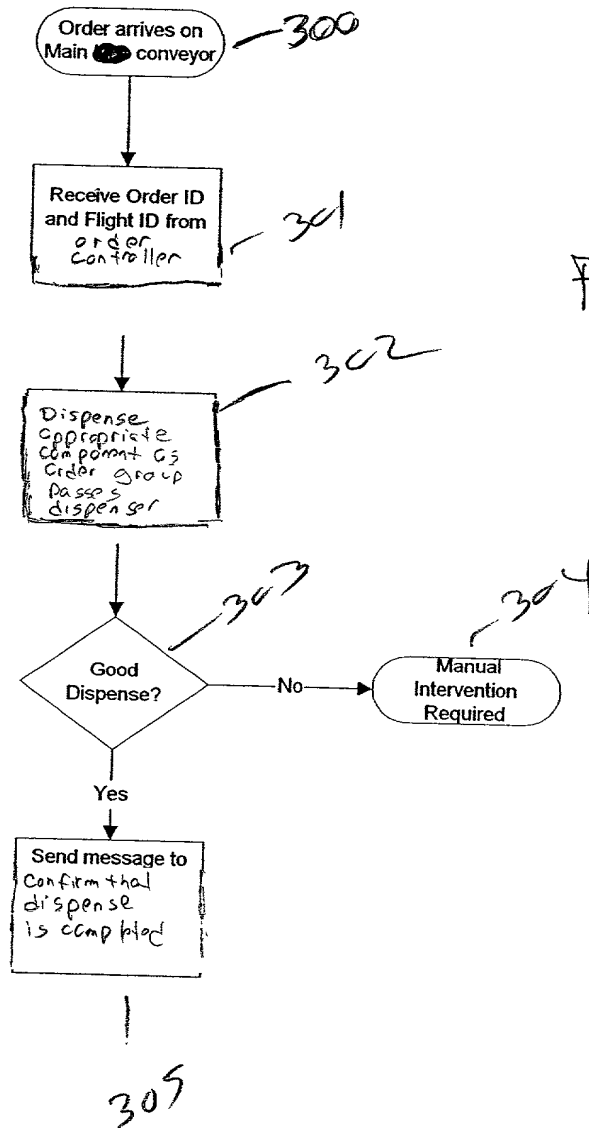 Order arrives on
Main conveyor
300
Receive Order ID
and Flight ID from
order
controller
301
302
Dispense
appropriate
component as
order group
passes
dispenser
303
Good
Dispense?
No
304
Manual
Intervention
Required
Yes
Send message to
confirm that
dispense
is completed
305